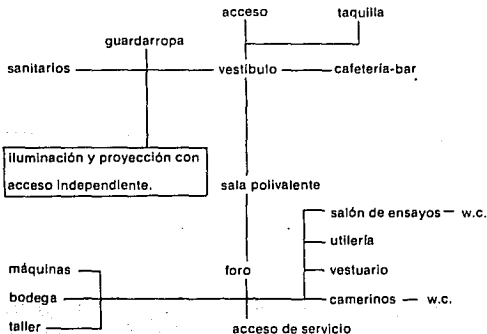 acceso taquilla
guardarropa
sanitarios vestíbulo cafetería-bar
iluminación y proyección con
acceso independiente.
sala polivalente
salón de ensayos w.c.
utilería
máquinas foro vestuario
bodega camerinos w.c.
taller acceso de servicio